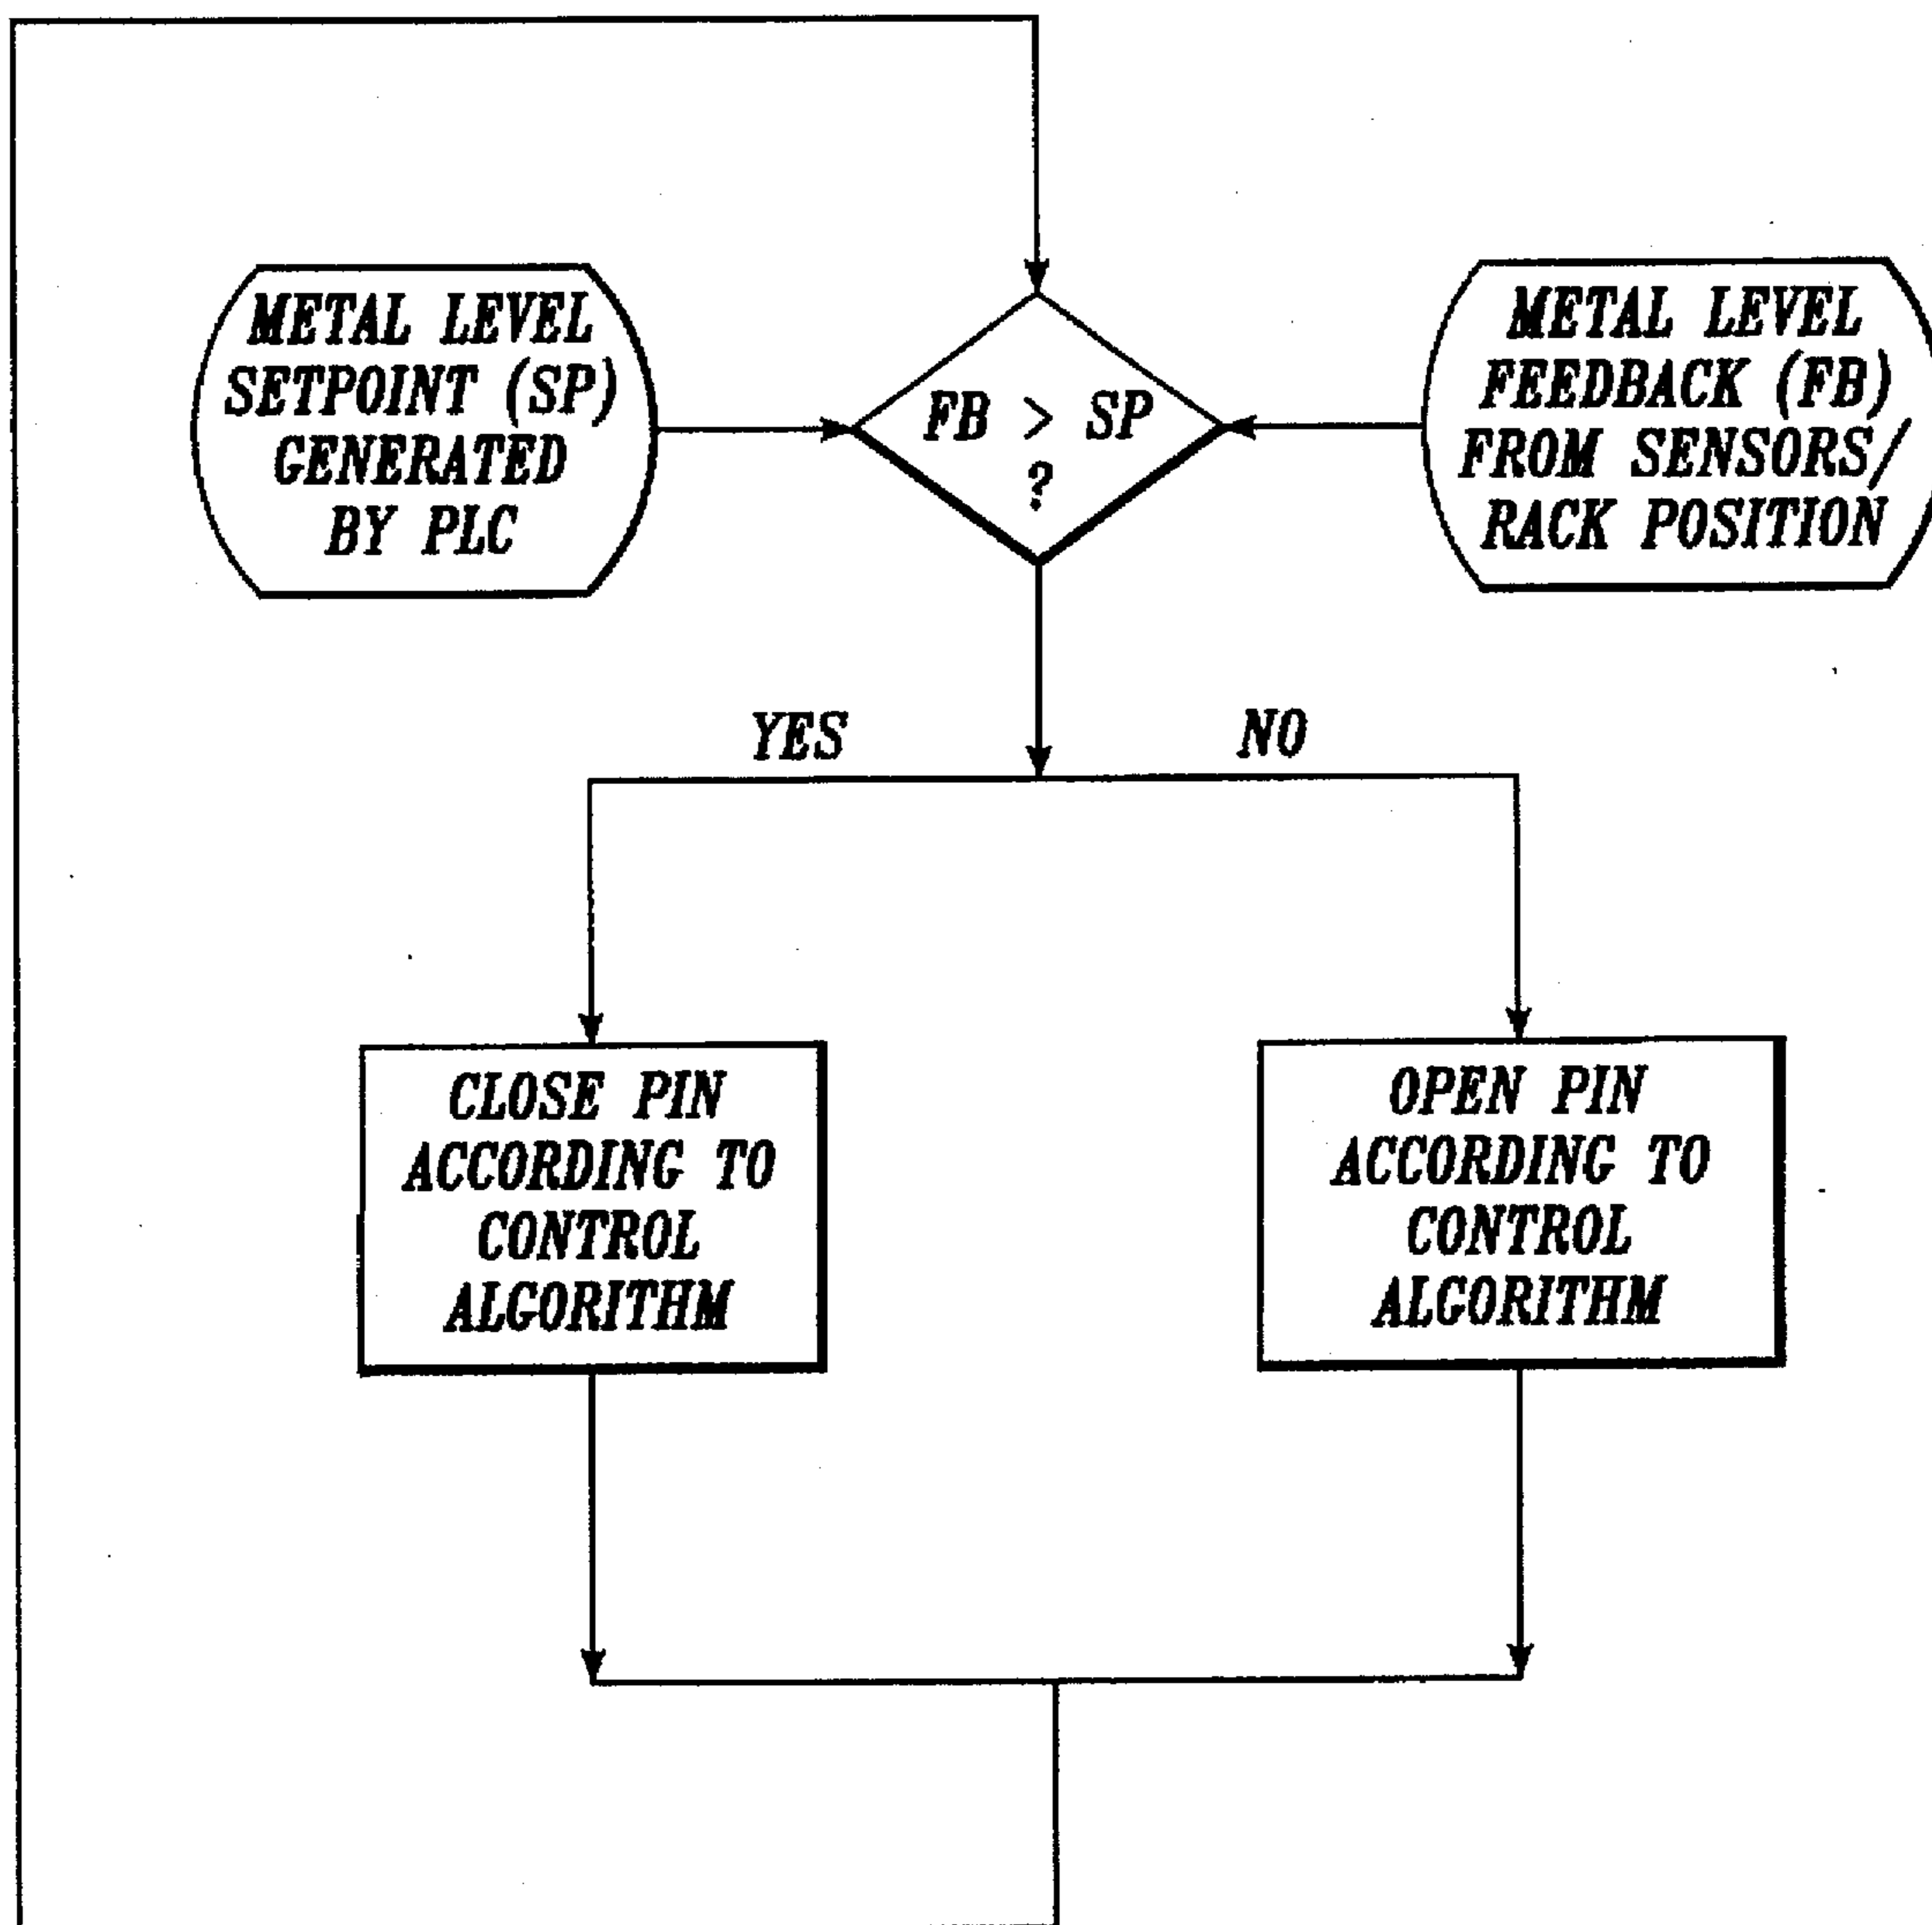 METAL LEVEL
SETPOINT (SP)
GENERATED
BY PLC
FB > SP
?
METAL LEVEL
FEEDBACK (FB)
FROM SENSORS/
RACK POSITION
YES
NO
CLOSE PIN
ACCORDING TO
CONTROL
ALGORITHM
OPEN PIN
ACCORDING TO
CONTROL
ALGORITHM